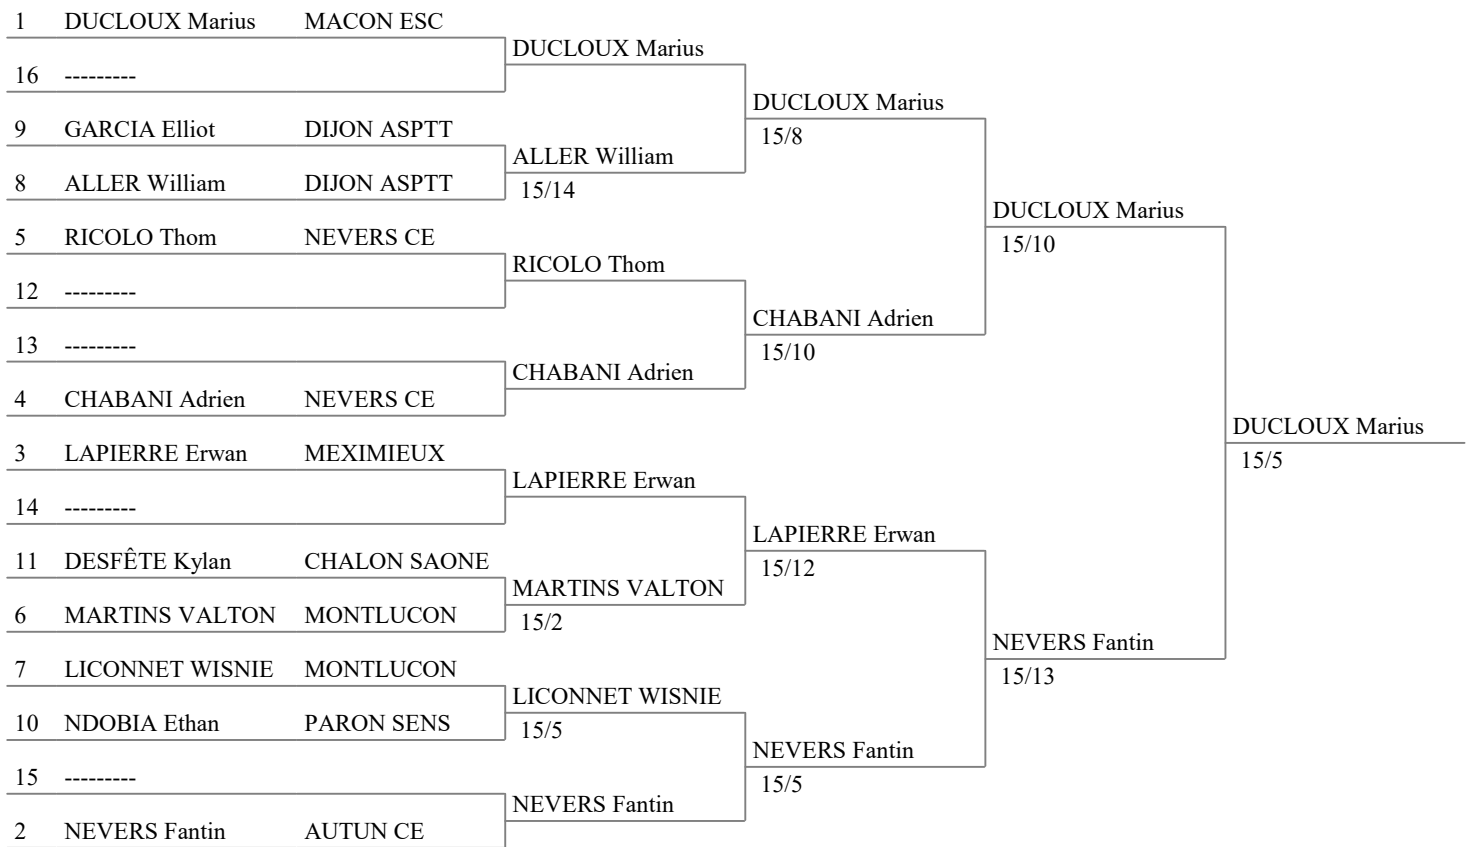 1 DUCLOUX Marius MACON ESC
DUCLOUX Marius
16 ---------
DUCLOUX Marius
9 GARCIA Elliot DIJON ASPTT
15/8
ALLER William
8 ALLER William DIJON ASPTT
15/14
DUCLOUX Marius
5 RICOLO Thom NEVERS CE
15/10
RICOLO Thom
12 ---------
CHABANI Adrien
13 ---------
15/10
CHABANI Adrien
4 CHABANI Adrien NEVERS CE
DUCLOUX Marius
3 LAPIERRE Erwan MEXIMIEUX
15/5
LAPIERRE Erwan
14 ---------
LAPIERRE Erwan
11 DESFÊTE Kylan CHALON SAONE
15/12
MARTINS VALTON
6 MARTINS VALTON MONTLUCON
15/2
NEVERS Fantin
7 LICONNET WISNIE MONTLUCON
15/13
LICONNET WISNIE
10 NDOBIA Ethan PARON SENS
15/5
NEVERS Fantin
15 ---------
15/5
NEVERS Fantin
2 NEVERS Fantin AUTUN CE